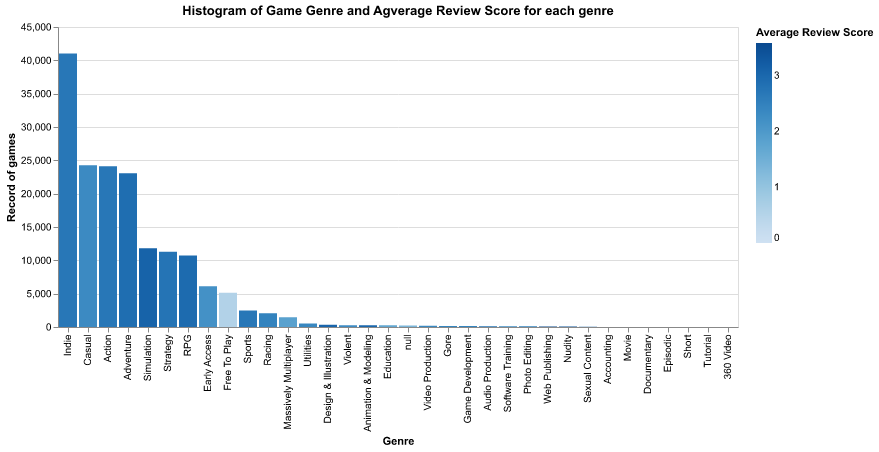 Histogram of Game Genre and Agverage Review Score for each genre
Average Review Score
3
2
1
0
Record of games
45,000
40,000
35,000
30,000
25,000
20,000
15,000
10,000
5,000
0
Indie
Casual
Action
Adventure
Simulation
Strategy
RPG
Early Access
Free To Play
Sports
Racing
Massively Multiplayer
Utilities
Design & Illustration
Violent
Animation & Modeling
Education
null
Video Production
Gore
Game Development
Audio Production
Software Training
Photo Editing
Web Publishing
Nudity
Sexual Content
Accounting
Movie
Documentary
Episodic
Short
Tutorial
360 Video
Genre